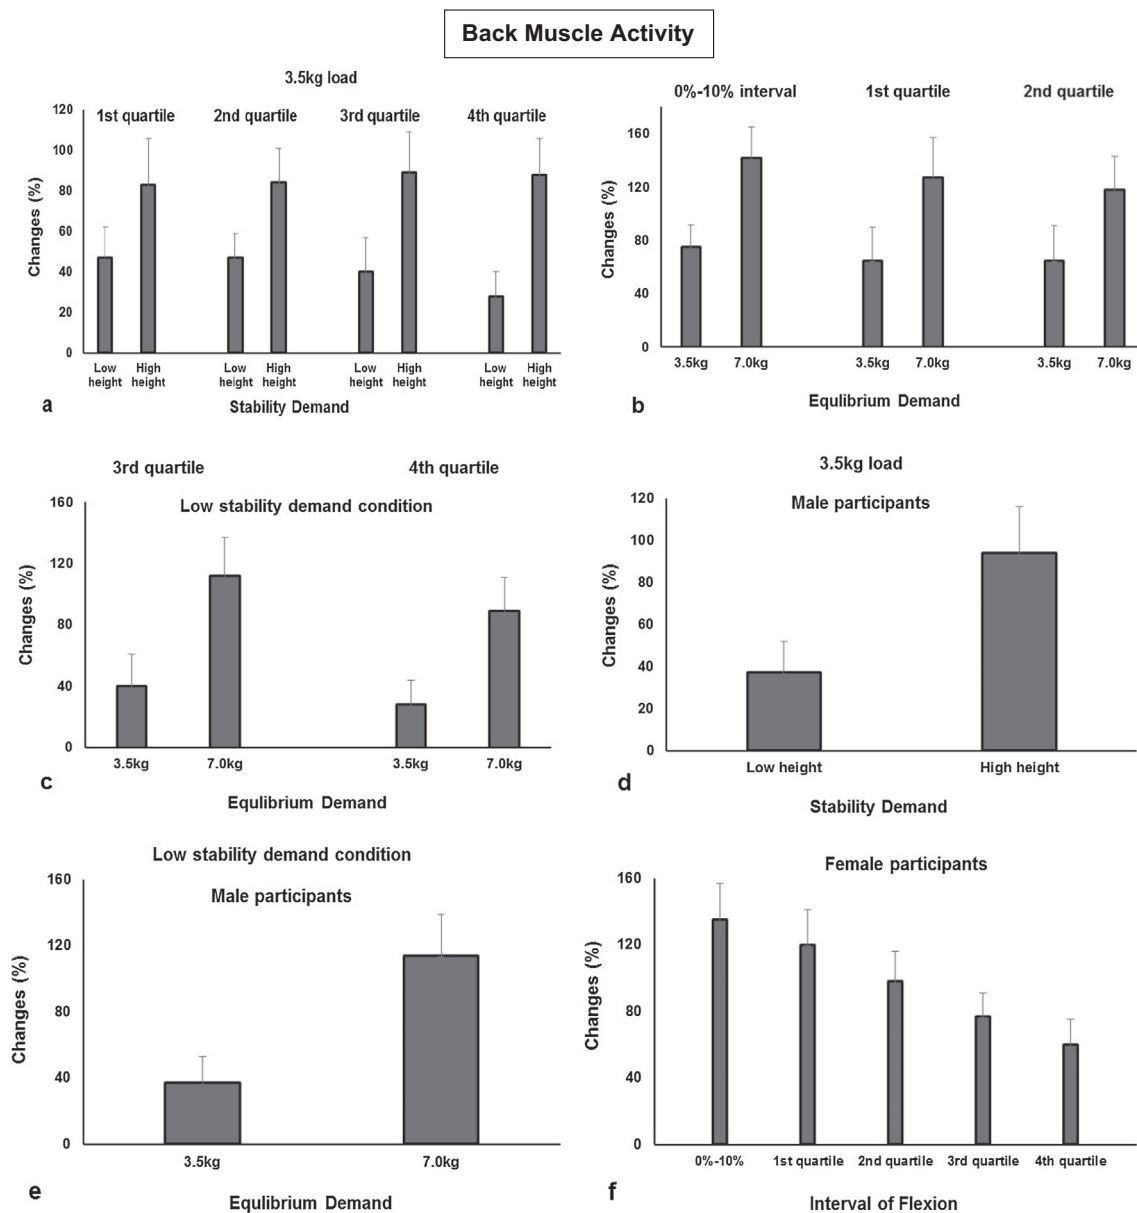 Back Muscle Activity
3.5kg load
1st quartile 2nd quartile 3rd quartile 4th quartile
Changes (%)
120
100
80
60
40
20
0
Low height High height Low height High height Low height High height Low height High height
a
Stability Demand
0%-10% interval 1st quartile 2nd quartile
Changes (%)
160
120
80
40
0
3.5kg 7.0kg 3.5kg 7.0kg 3.5kg 7.0kg
b
Equlibrium Demand
3rd quartile 4th quartile
Low stability demand condition
Changes (%)
160
120
80
40
0
3.5kg 7.0kg 3.5kg 7.0kg
c
Equlibrium Demand
3.5kg load
Male participants
Changes (%)
120
100
80
60
40
20
0
Low height High height
d
Stability Demand
Low stability demand condition
Male participants
Changes (%)
160
120
80
40
0
3.5kg 7.0kg
e
Equlibrium Demand
Female participants
Changes (%)
160
120
80
40
0
0%-10% 1st quartile 2nd quartile 3rd quartile 4th quartile
f
Interval of Flexion